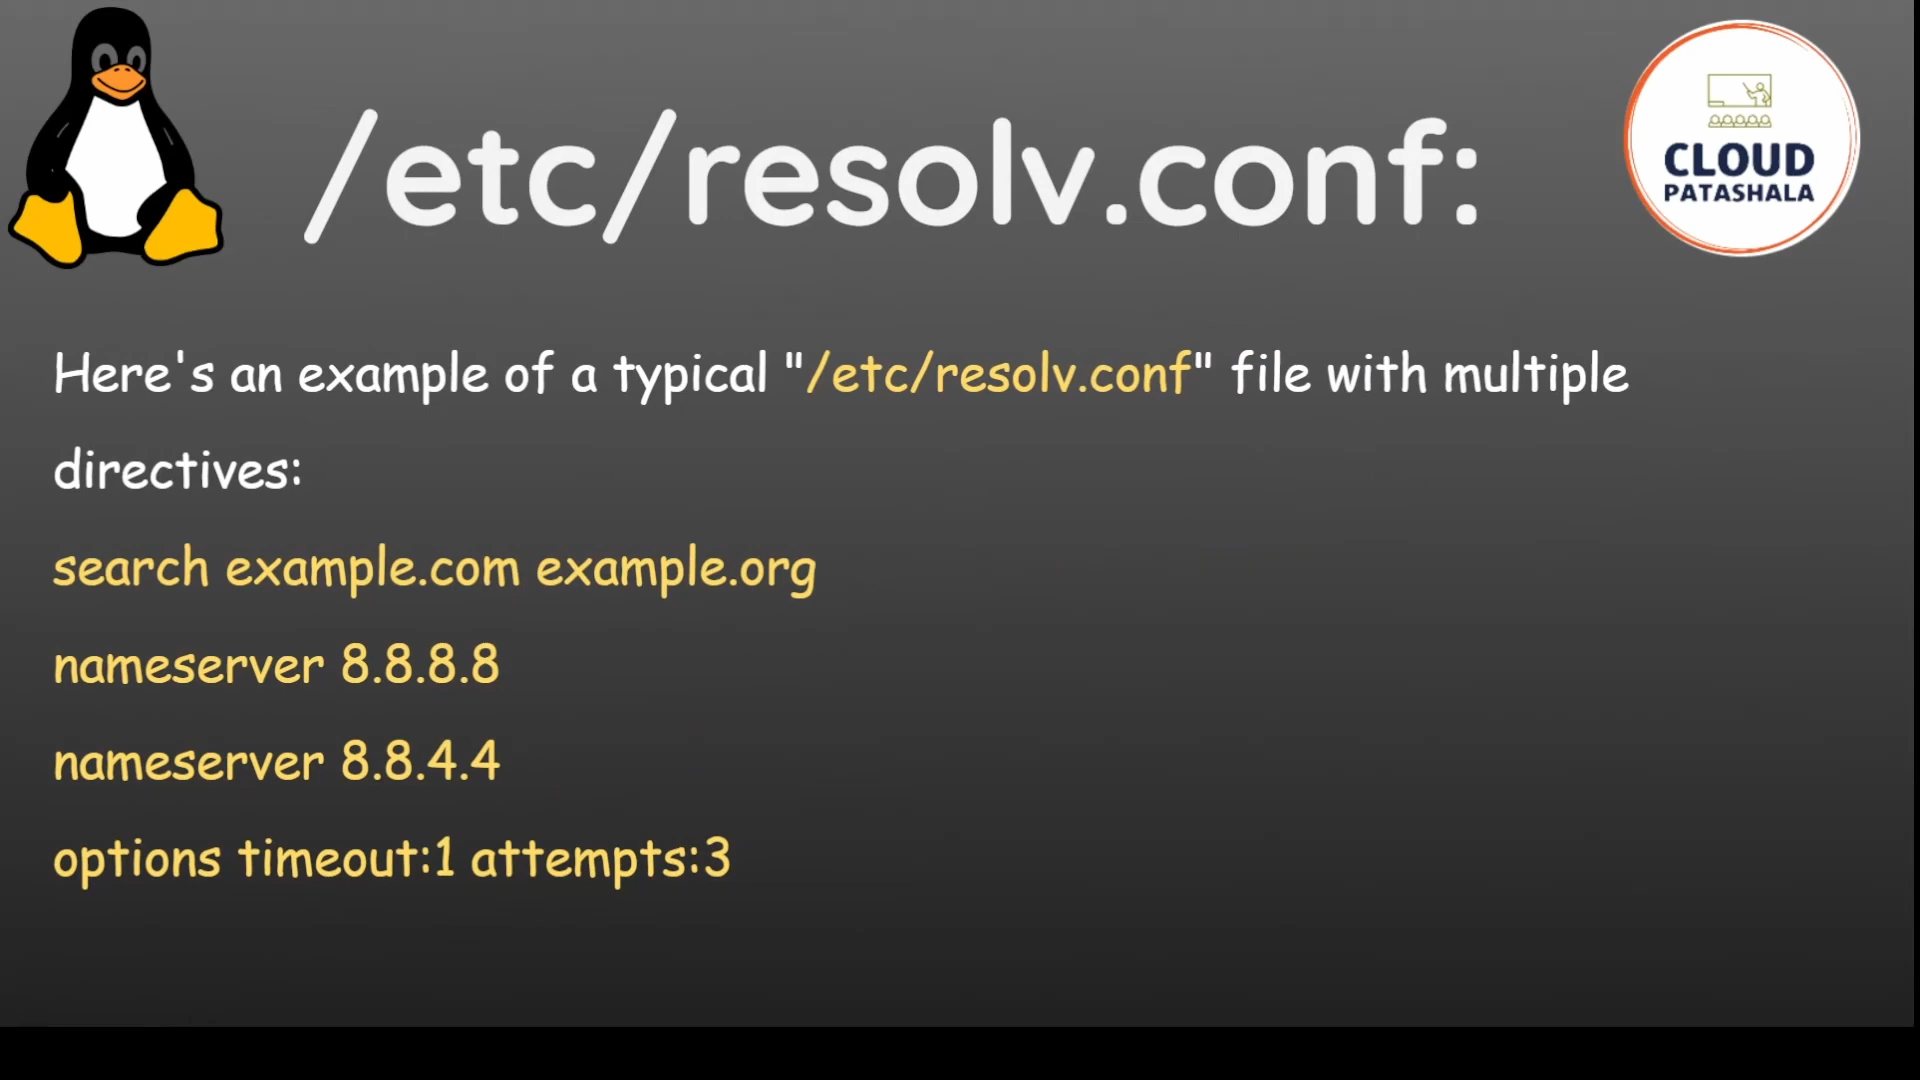 /etc/resolv.conf:
CLOUD
PATASHALA
Here's an example of a typical "/etc/resolv.conf" file with multiple
directives:
search example.com example.org
nameserver 8.8.8.8
nameserver 8.8.4.4
options timeout:1 attempts:3